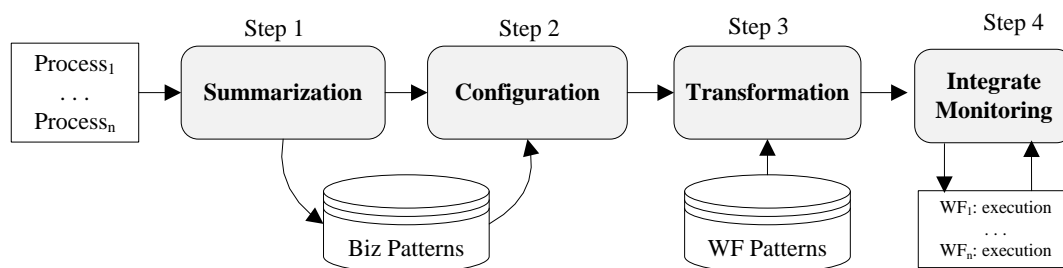 Step 1
Step 2
Step 3
Step 4
Process₁
. . .
Processₙ
Summarization
Configuration
Transformation
Integrate
Monitoring
Biz Patterns
WF Patterns
WF₁: execution
. . .
WFₙ: execution